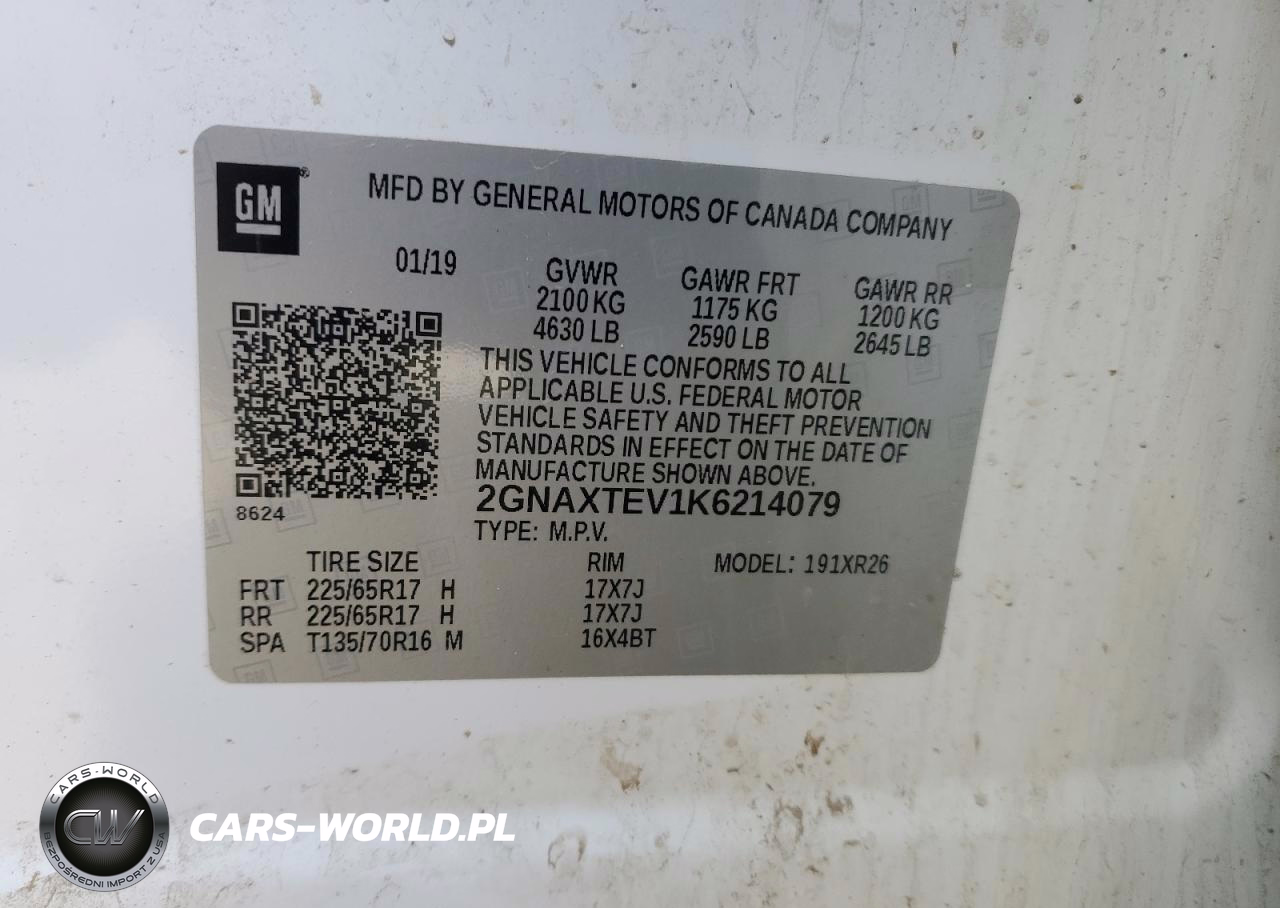 GM
MFD BY GENERAL MOTORS OF CANADA COMPANY
01/19
GVWR GAWR FRT GAWR RR
2100 KG 1175 KG 1200 KG
4630 LB 2590 LB 2645 LB
THIS VEHICLE CONFORMS TO ALL
APPLICABLE U.S. FEDERAL MOTOR
VEHICLE SAFETY AND THEFT PREVENTION
STANDARDS IN EFFECT ON THE DATE OF
MANUFACTURE SHOWN ABOVE.
8624
2GNAXTEV1K6214079
TYPE: M.P.V.
TIRE SIZE RIM MODEL: 191XR26
FRT 225/65R17 H 17X7J
RR 225/65R17 H 17X7J
SPA T135/70R16 M 16X4BT
CARS-WORLD
CW
BEZPOŚREDNI IMPORT Z USA
CARS-WORLD.PL